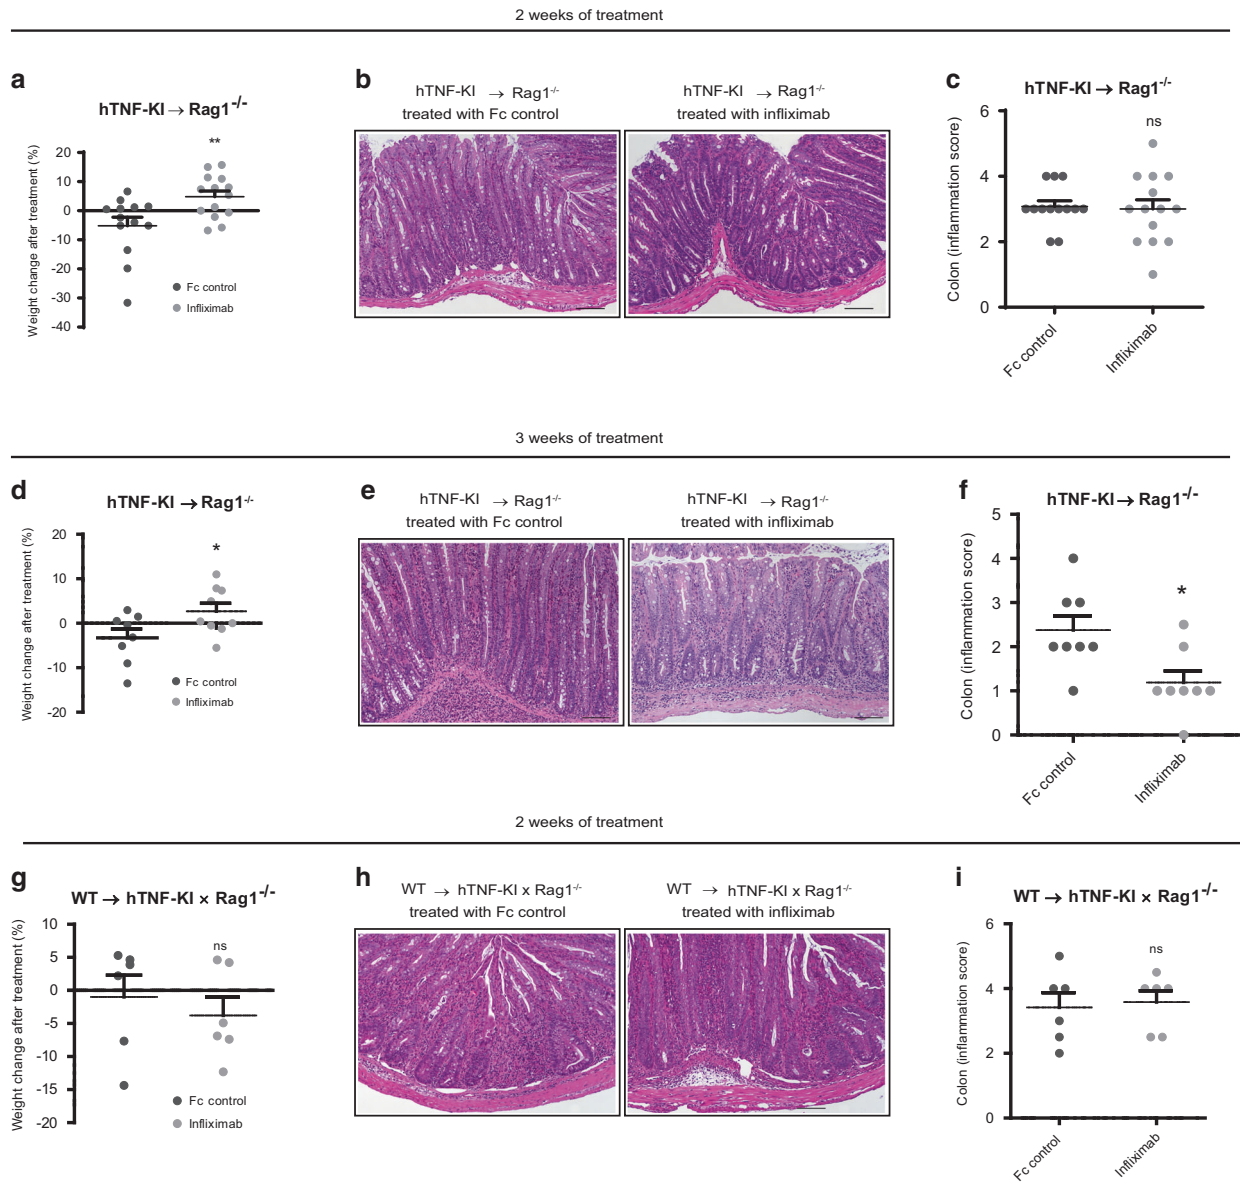 2 weeks of treatment
a
hTNF-KI → Rag1-/-
Weight change after treatment (%)
20
10
0
-10
-20
-30
-40
**
Fc control
Infliximab
b
hTNF-KI → Rag1-/-
treated with Fc control
hTNF-KI → Rag1-/-
treated with infliximab
c
hTNF-KI → Rag1-/-
Colon (inflammation score)
6
4
2
0
ns
Fc control
Infliximab
3 weeks of treatment
d
hTNF-KI → Rag1-/-
Weight change after treatment (%)
20
10
0
-10
-20
*
Fc control
Infliximab
e
hTNF-KI → Rag1-/-
treated with Fc control
hTNF-KI → Rag1-/-
treated with infliximab
f
hTNF-KI → Rag1-/-
Colon (inflammation score)
5
4
3
2
1
0
*
Fc control
Infliximab
2 weeks of treatment
g
WT → hTNF-KI × Rag1-/-
Weight change after treatment (%)
10
5
0
-5
-10
-15
-20
ns
Fc control
Infliximab
h
WT → hTNF-KI x Rag1-/-
treated with Fc control
WT → hTNF-KI x Rag1-/-
treated with infliximab
i
WT → hTNF-KI × Rag1-/-
Colon (inflammation score)
6
4
2
0
ns
Fc control
Infliximab